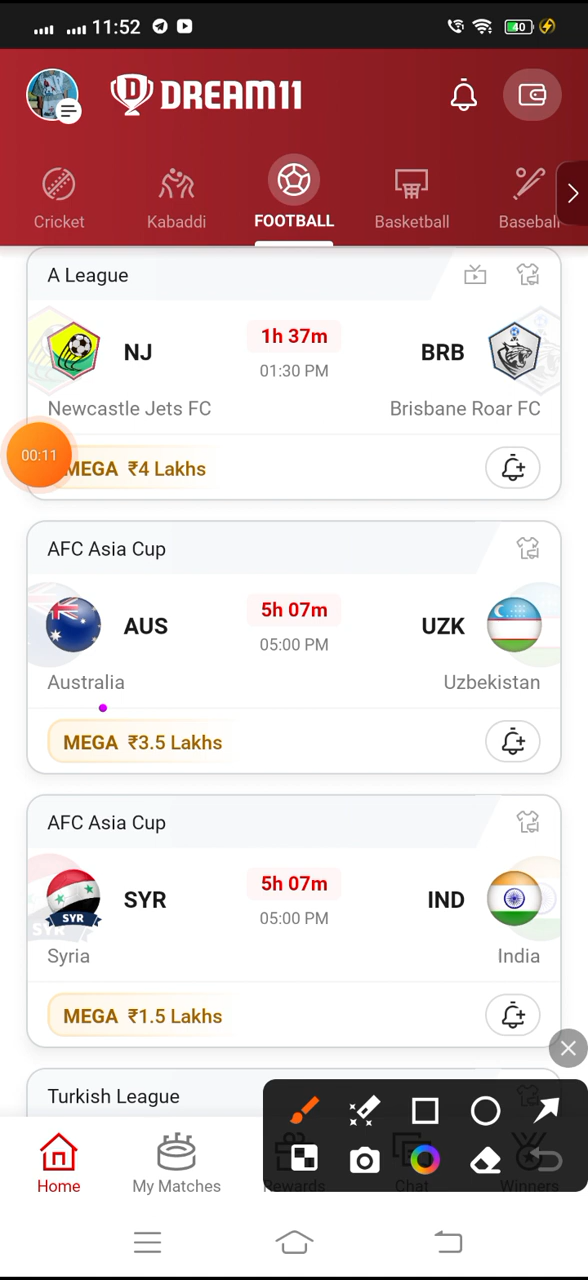 11:52
40
DREAM11
Cricket
Kabaddi
FOOTBALL
Basketball
Baseball
A League
1h 37m
NJ
BRB
01:30 PM
Newcastle Jets FC
Brisbane Roar FC
00:11
MEGA ₹4 Lakhs
AFC Asia Cup
5h 07m
AUS
UZK
05:00 PM
Australia
Uzbekistan
MEGA ₹3.5 Lakhs
AFC Asia Cup
5h 07m
SYR
IND
SYR
05:00 PM
Syria
India
MEGA ₹1.5 Lakhs
Turkish League
Home
My Matches
Rewards
Chat
Winners